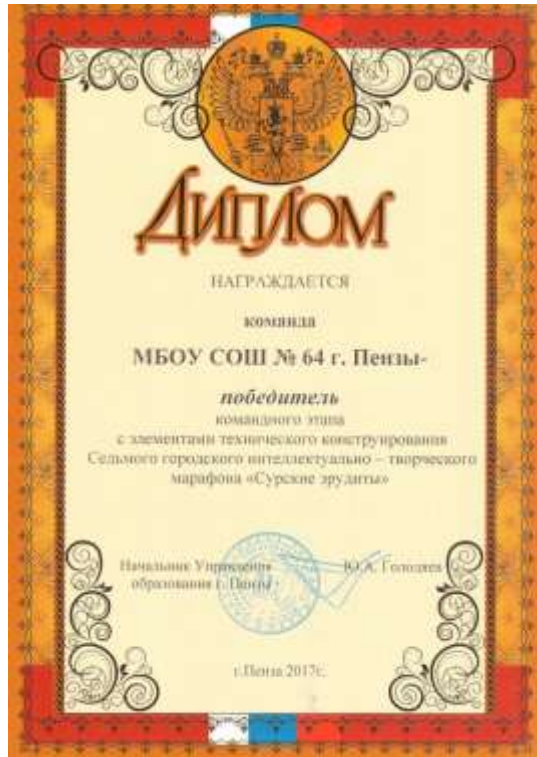 Диплом
НАГРАЖДАЕТСЯ
команда
МБОУ СОШ № 64 г. Пензы-
победитель
командного этапа
с элементами технического конструирования
Сельмого городского интеллектуально – творческого
марафона «Сурские эрудиты»
Начальник Управления
образования г. Пензы
Ю.А. Голодяев
г.Пенза 2017г.